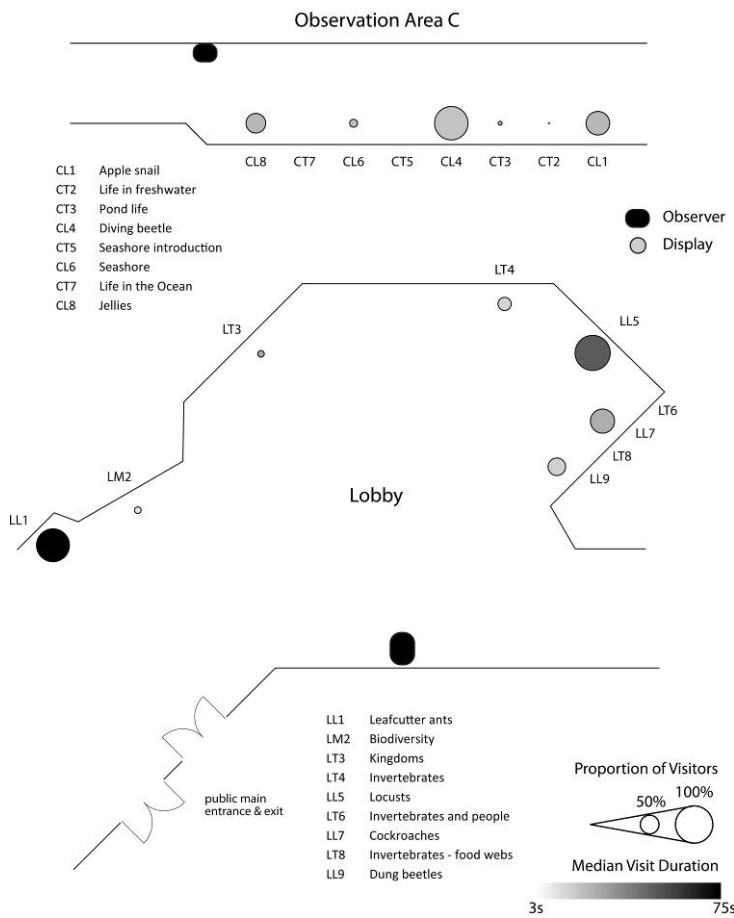 Observation Area C
CL8 CT7 CL6 CT5 CL4 CT3 CT2 CL1
CL1 Apple snail
CT2 Life in freshwater
CT3 Pond life
CL4 Diving beetle
CT5 Seashore introduction
CL6 Seashore
CT7 Life in the Ocean
CL8 Jellies
Observer
Display
LT4
LL5
LT3
LT6
LL7
LT8
LM2
LL9
Lobby
LL1
LL1 Leafcutter ants
LM2 Biodiversity
LT3 Kingdoms
LT4 Invertebrates
LL5 Locusts
LT6 Invertebrates and people
LL7 Cockroaches
LT8 Invertebrates - food webs
LL9 Dung beetles
public main
entrance & exit
Proportion of Visitors
50% 100%
Median Visit Duration
3s 75s